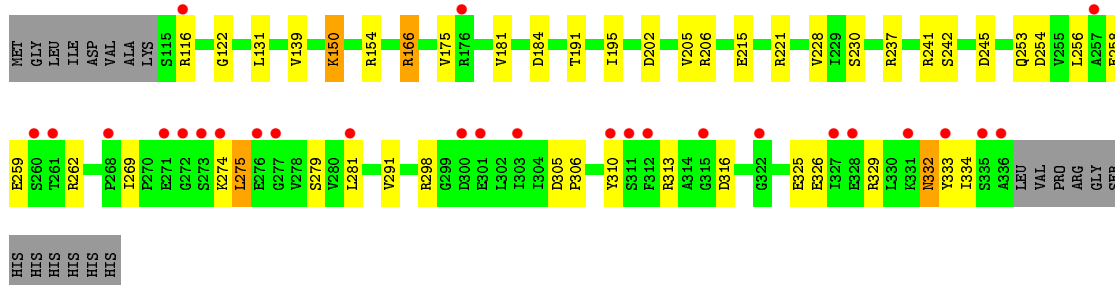 MET GLY LEU ILE ASP VAL ALA LYS S115 R116 G122 L131 V139 K150 R154 R166 V175 R176 V181 D184 T191 I195 D202 V205 R206 E215 R221 V228 I229 S230 R237 R241 S242 D245 Q253 D254 V255 L256 A257 E258
E259 S260 T261 R262 P268 I269 P270 E271 G272 S273 K274 L275 E276 G277 V278 S279 V280 L281 V291 R298 G299 D300 E301 L302 I303 I304 D305 P306 Y310 S311 F312 R313 A314 G315 D316 G322 E325 E326 I327 E328 R329 L330 K331 N332 Y333 I334 S335 A336 LEU VAL PRO ARG GLY SER
HIS HIS HIS HIS HIS HIS